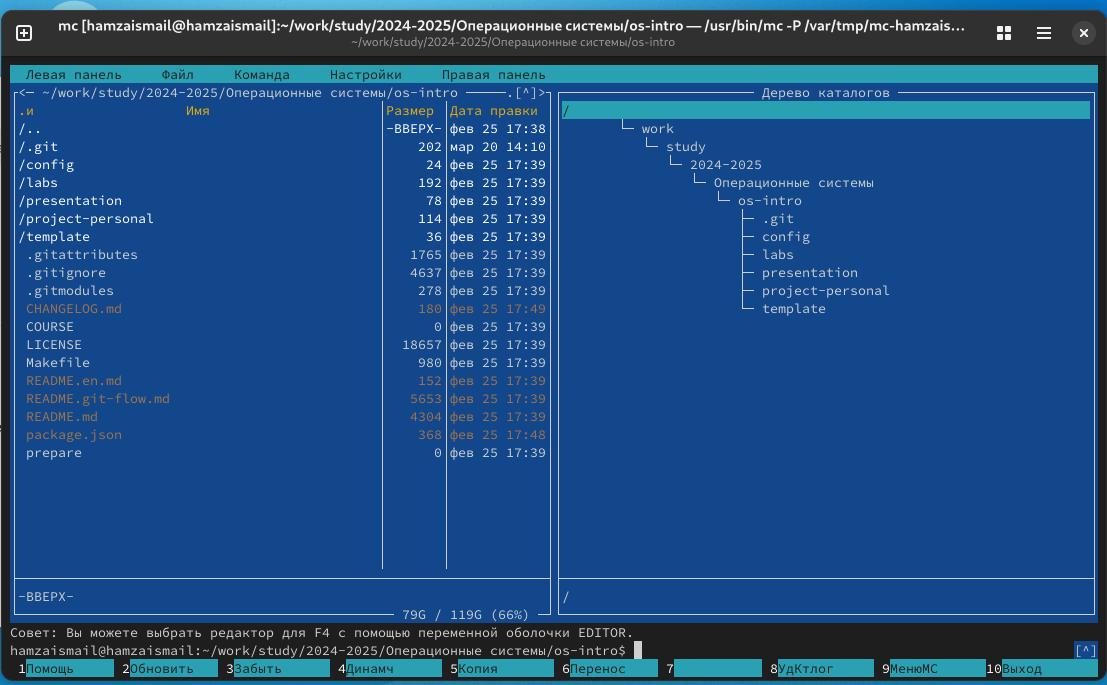 mc [hamzaismail@hamzaismail]:~/work/study/2024-2025/Операционные системы/os-intro — /usr/bin/mc -P /var/tmp/mc-hamzais…
~/work/study/2024-2025/Операционные системы/os-intro
Левая панель Файл Команда Настройки Правая панель
<— ~/work/study/2024-2025/Операционные системы/os-intro .[^]> Дерево каталогов
.и Имя Размер Дата правки /
/.. -ВВЕРХ- фев 25 17:38 work
/.git 202 мар 20 14:10 study
/config 24 фев 25 17:39 2024-2025
/labs 192 фев 25 17:39 Операционные системы
/presentation 78 фев 25 17:39 os-intro
/project-personal 114 фев 25 17:39 .git
/template 36 фев 25 17:39 config
.gitattributes 1765 фев 25 17:39 labs
.gitignore 4637 фев 25 17:39 presentation
.gitmodules 278 фев 25 17:39 project-personal
CHANGELOG.md 180 фев 25 17:49 template
COURSE 0 фев 25 17:39
LICENSE 18657 фев 25 17:39
Makefile 980 фев 25 17:39
README.en.md 152 фев 25 17:39
README.git-flow.md 5653 фев 25 17:39
README.md 4304 фев 25 17:39
package.json 368 фев 25 17:48
prepare 0 фев 25 17:39
-ВВЕРХ- /
79G / 119G (66%)
Совет: Вы можете выбрать редактор для F4 с помощью переменной оболочки EDITOR.
hamzaismail@hamzaismail:~/work/study/2024-2025/Операционные системы/os-intro$ [^]
1Помощь 2Обновить 3Забыть 4Динамч 5Копия 6Перенос 7 8УдКтлог 9МенюМС 10Выход